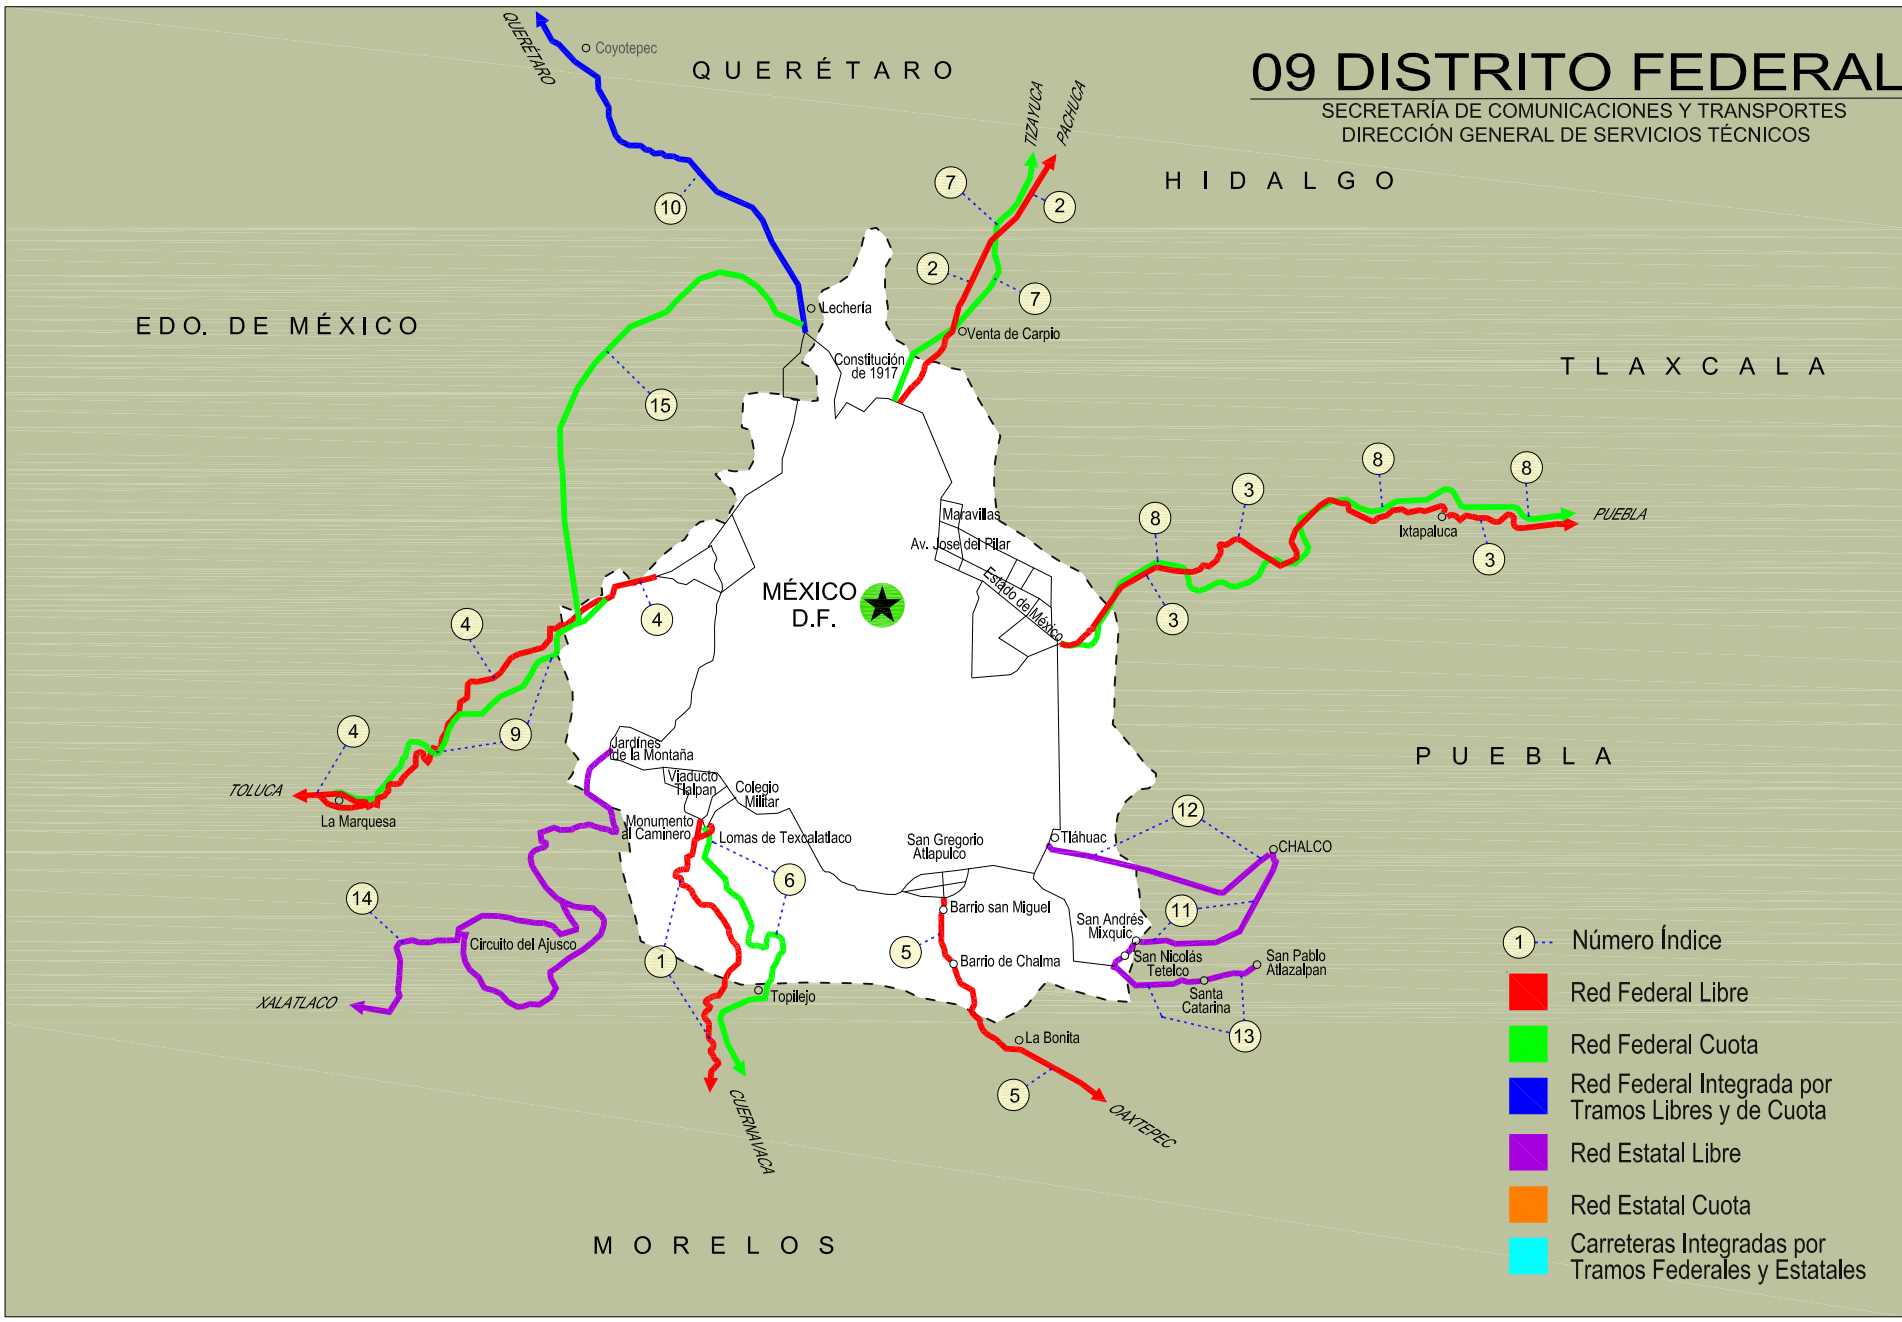 09 DISTRITO FEDERAL
SECRETARÍA DE COMUNICACIONES Y TRANSPORTES
DIRECCIÓN GENERAL DE SERVICIOS TÉCNICOS
QUERÉTARO
Coyotepec
QUERÉTARO
TIZAYUCA
PACHUCA
HIDALGO
7
2
10
2
7
EDO. DE MÉXICO
Lechería
Venta de Carpio
Constitución
de 1917
TLAXCALA
15
8
8
3
PUEBLA
Ixtapaluca
Maravillas
8
Av. Jose del Pilar
3
Estado de México
MÉXICO
D.F.
4
4
3
9
4
TOLUCA
La Marquesa
PUEBLA
Jardínes
de la Montaña
Viaducto
Tlalpan
Colegio
Militar
Monumento
al Caminero
Lomas de Texcalatlaco
San Gregorio
Atlapulco
Tláhuac
12
CHALCO
6
14
11
Barrio san Miguel
San Andrés
Mixquic
Circuito del Ajusco
5
1
Barrio de Chalma
San Nicolás
Tetelco
San Pablo
Atlazalpan
Santa
Catarina
Topilejo
XALATLACO
13
La Bonita
5
CUERNAVACA
OAXTEPEC
MORELOS
1
Número Índice
Red Federal Libre
Red Federal Cuota
Red Federal Integrada por
Tramos Libres y de Cuota
Red Estatal Libre
Red Estatal Cuota
Carreteras Integradas por
Tramos Federales y Estatales